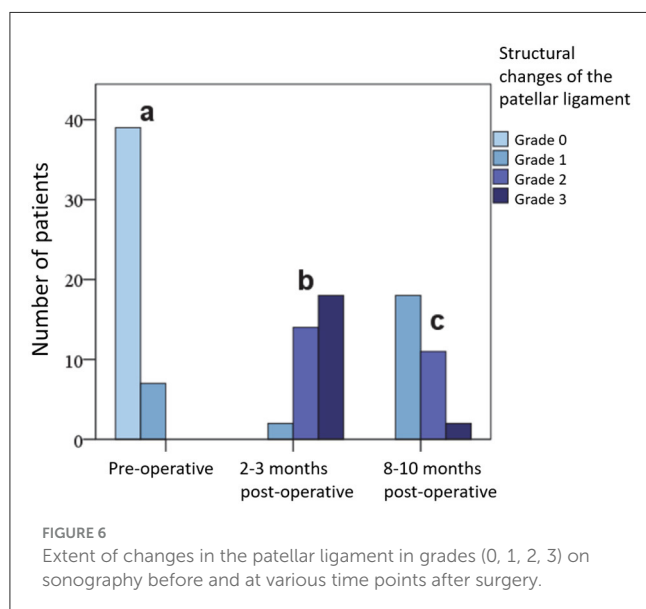 Structural
changes of the
patellar ligament
Grade 0
Grade 1
Grade 2
Grade 3
Number of patients
40
30
20
10
0
a
b
c
Pre-operative
2-3 months
post-operative
8-10 months
post-operative
FIGURE 6
Extent of changes in the patellar ligament in grades (0, 1, 2, 3) on
sonography before and at various time points after surgery.